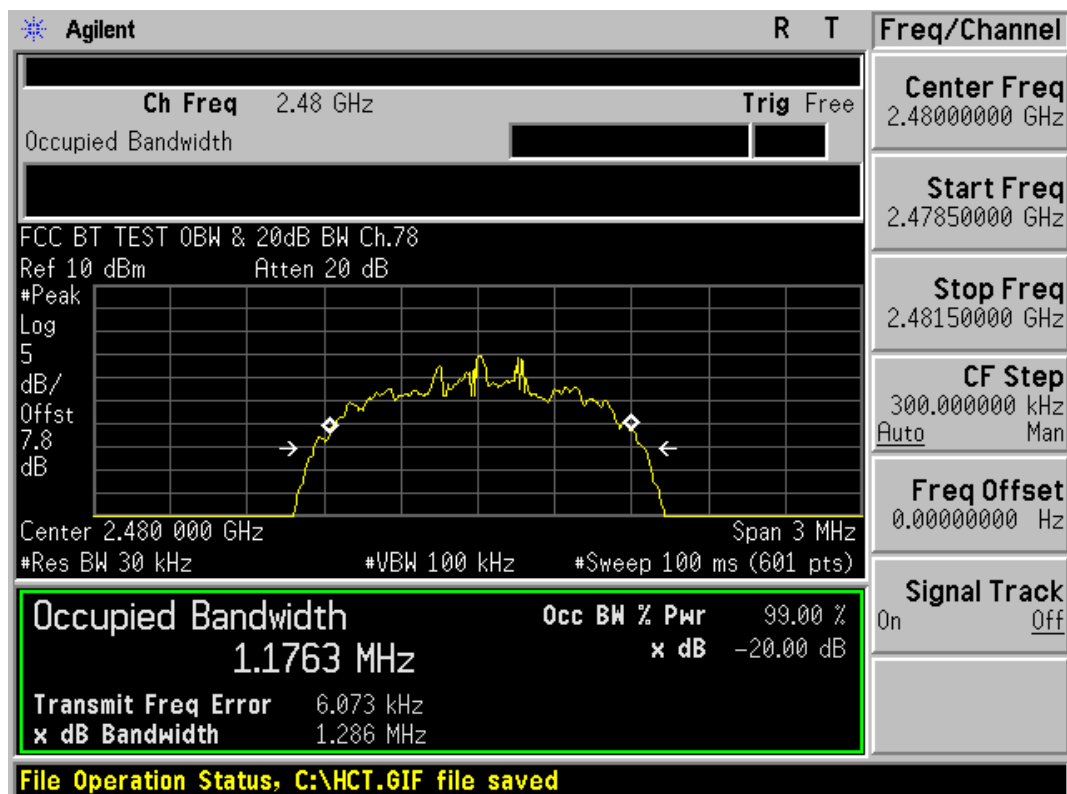 Agilent R T
Ch Freq 2.48 GHz Trig Free
Occupied Bandwidth
FCC BT TEST OBW & 20dB BW Ch.78
Ref 10 dBm Atten 20 dB
#Peak
Log
5
dB/
Offst
7.8
dB
Center 2.480 000 GHz Span 3 MHz
#Res BW 30 kHz #VBW 100 kHz #Sweep 100 ms (601 pts)
Occupied Bandwidth Occ BW % Pwr 99.00 %
1.1763 MHz x dB -20.00 dB
Transmit Freq Error 6.073 kHz
x dB Bandwidth 1.286 MHz
File Operation Status, C:\HCT.GIF file saved
Freq/Channel
Center Freq
2.48000000 GHz
Start Freq
2.47850000 GHz
Stop Freq
2.48150000 GHz
CF Step
300.000000 kHz
Auto Man
Freq Offset
0.00000000 Hz
Signal Track
On Off